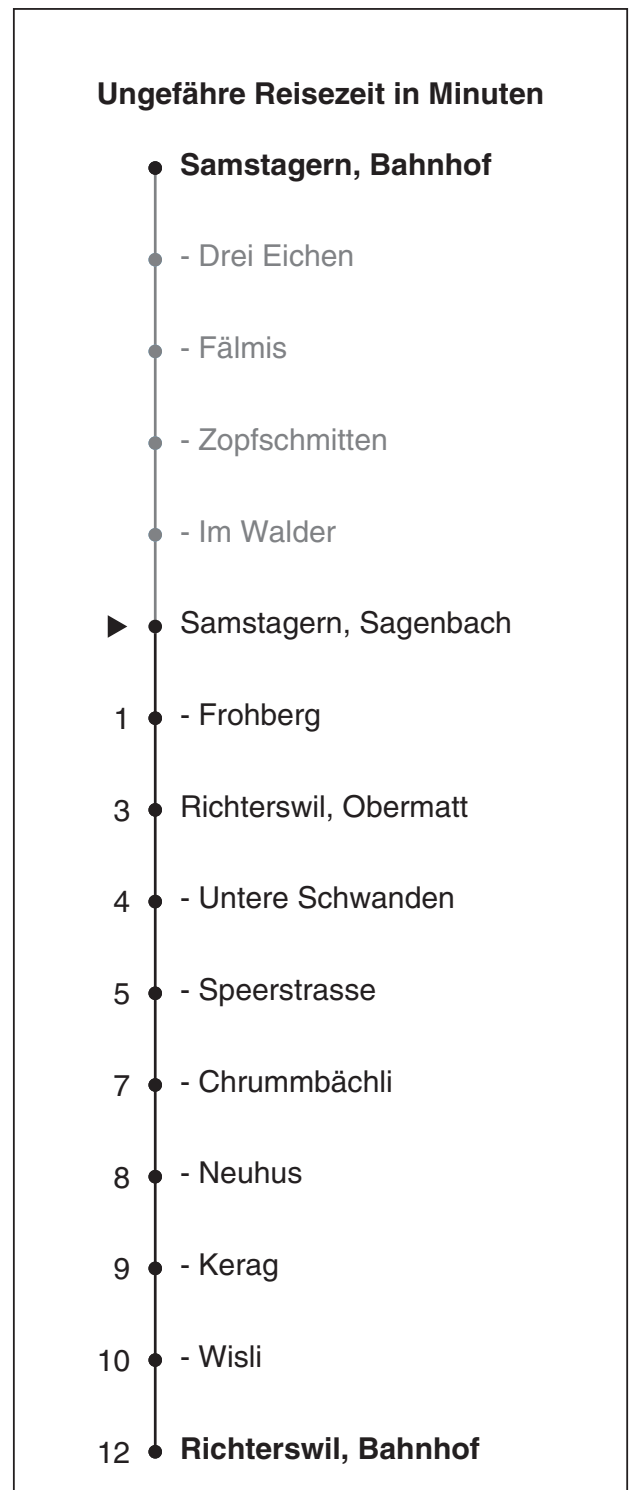 Ungefähre Reisezeit in Minuten
Samstagern, Bahnhof
- Drei Eichen
- Fälmis
- Zopfschmitten
- Im Walder
Samstagern, Sagenbach
1 - Frohberg
3 Richterswil, Obermatt
4 - Untere Schwanden
5 - Speerstrasse
7 - Chrummbächli
8 - Neuhus
9 - Kerag
10 - Wisli
12 Richterswil, Bahnhof